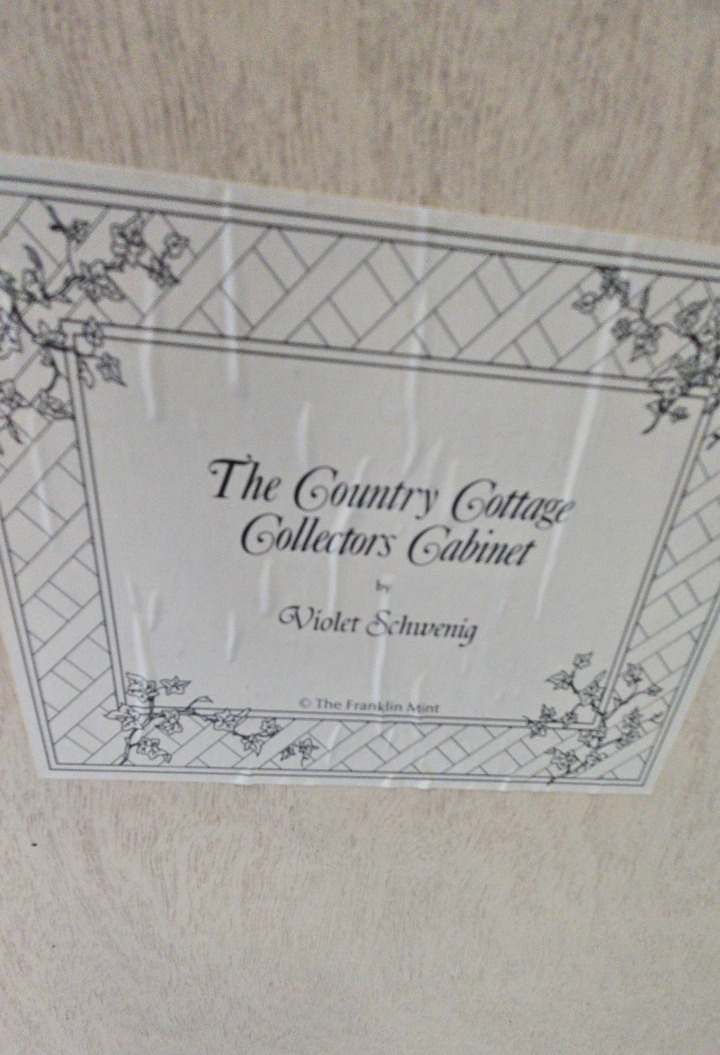 The Country Cottage
Collectors Cabinet
by
Violet Schwenig
© The Franklin Mint